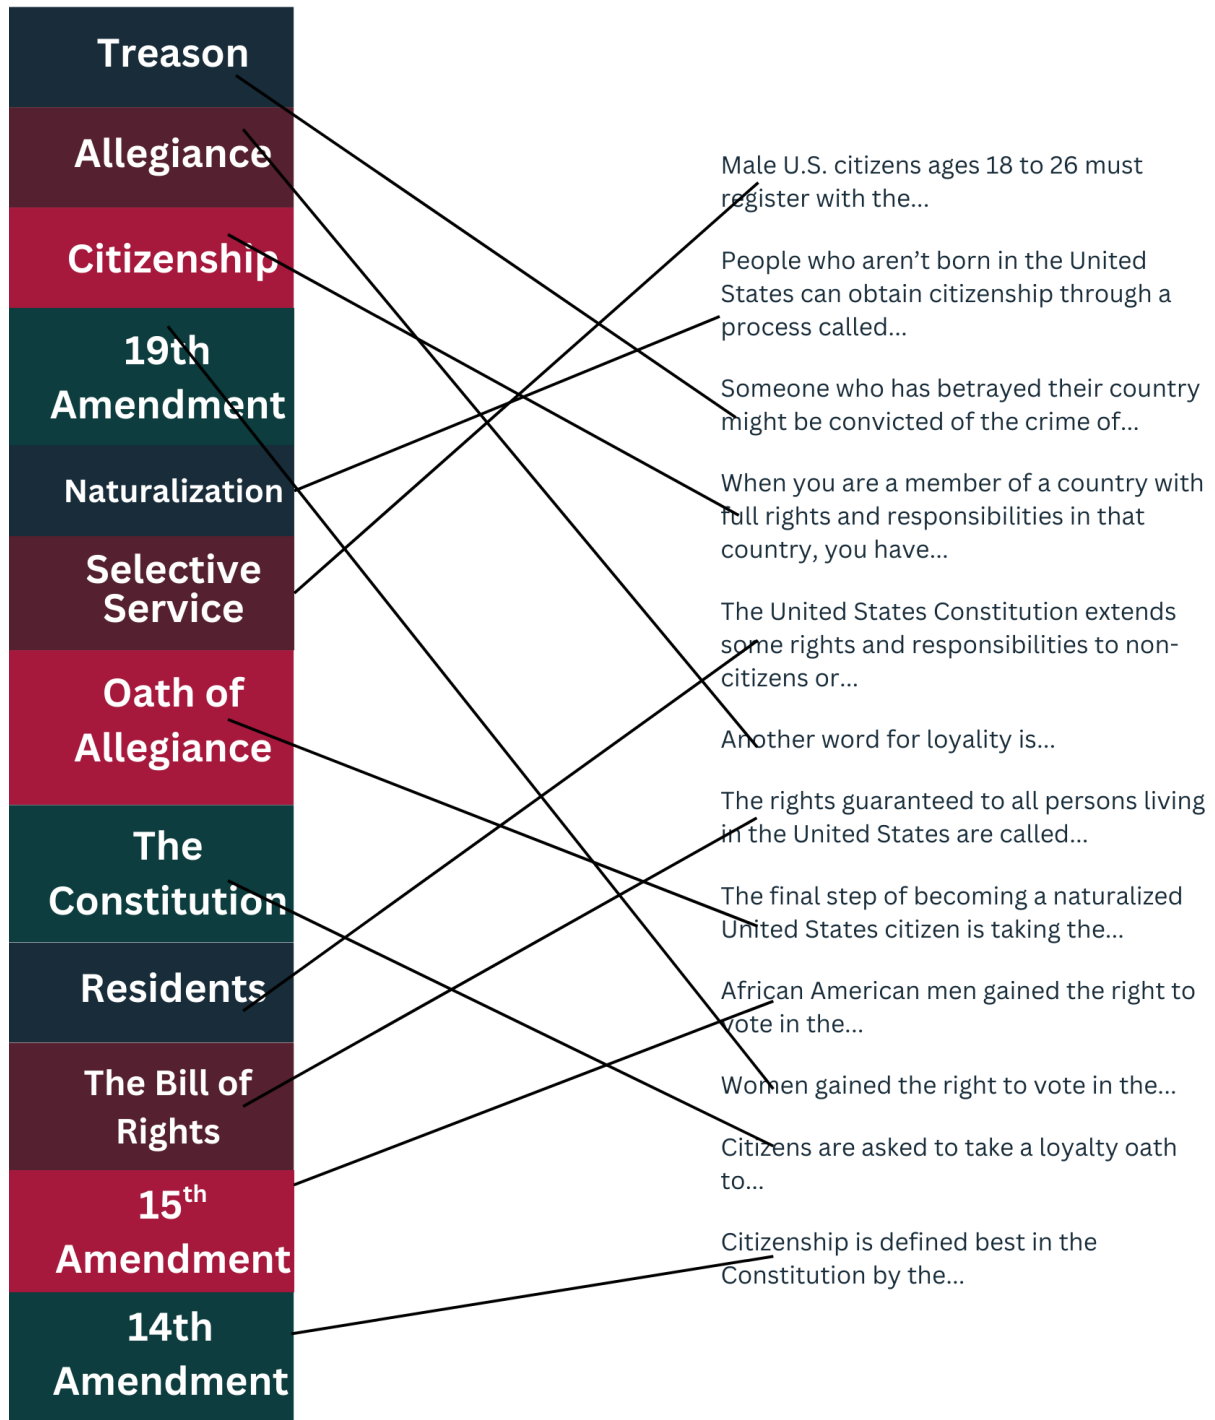 Treason
Allegiance
Citizenship
19th
Amendment
Naturalization
Selective
Service
Oath of
Allegiance
The
Constitution
Residents
The Bill of
Rights
15th
Amendment
14th
Amendment
Male U.S. citizens ages 18 to 26 must
register with the...
People who aren’t born in the United
States can obtain citizenship through a
process called...
Someone who has betrayed their country
might be convicted of the crime of...
When you are a member of a country with
full rights and responsibilities in that
country, you have...
The United States Constitution extends
some rights and responsibilities to non-
citizens or...
Another word for loyality is...
The rights guaranteed to all persons living
in the United States are called...
The final step of becoming a naturalized
United States citizen is taking the...
African American men gained the right to
vote in the...
Women gained the right to vote in the...
Citizens are asked to take a loyalty oath
to...
Citizenship is defined best in the
Constitution by the...